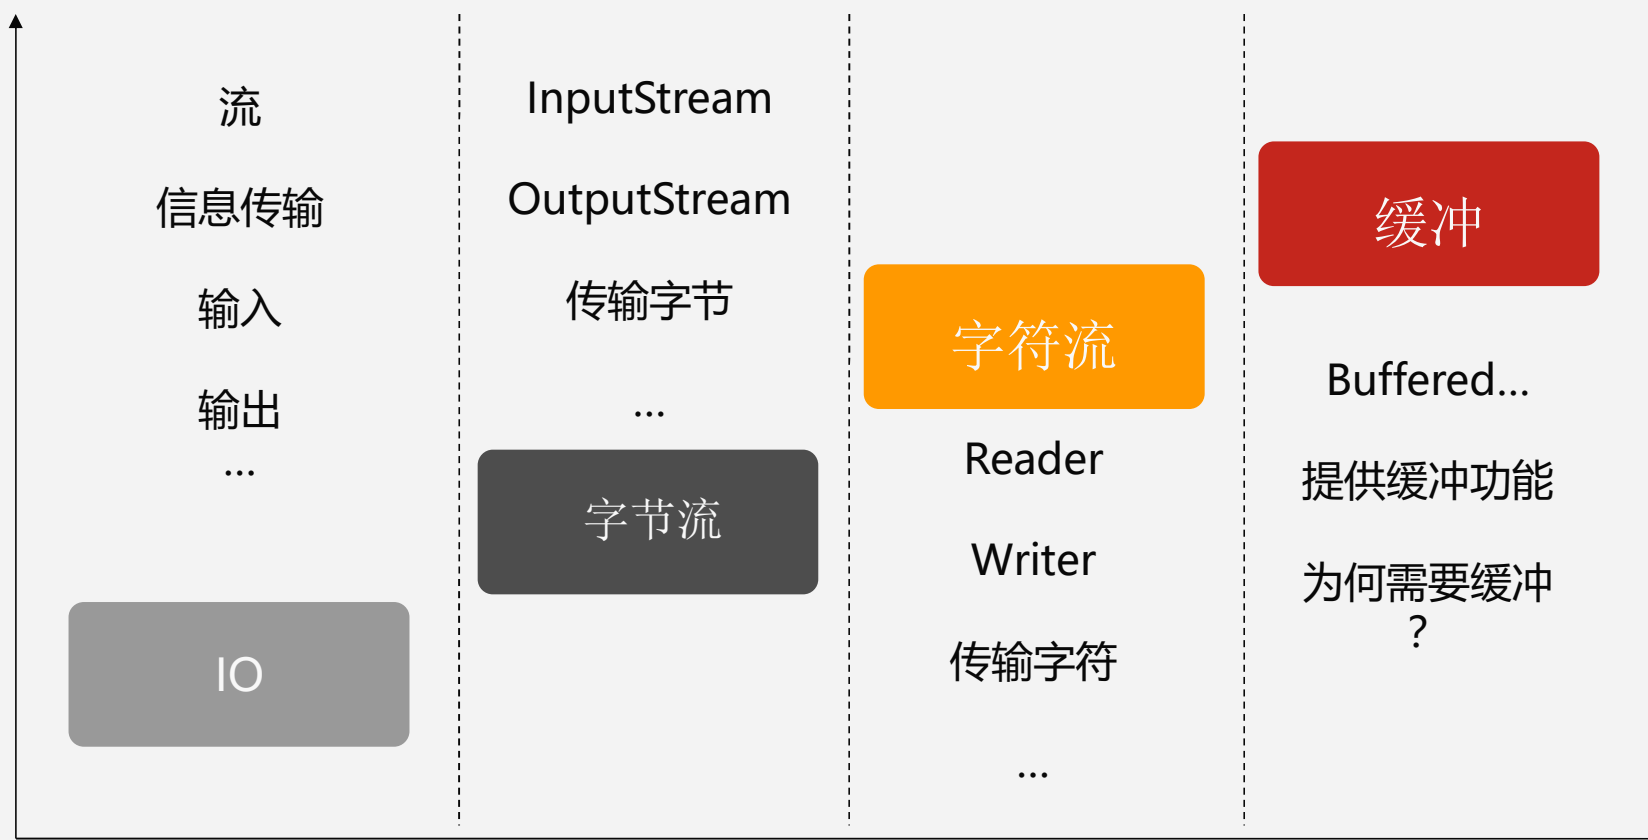 流
信息传输
输入
输出
...
IO
InputStream
OutputStream
传输字节
...
字节流
字符流
Reader
Writer
传输字符
...
缓冲
Buffered...
提供缓冲功能
为何需要缓冲
？